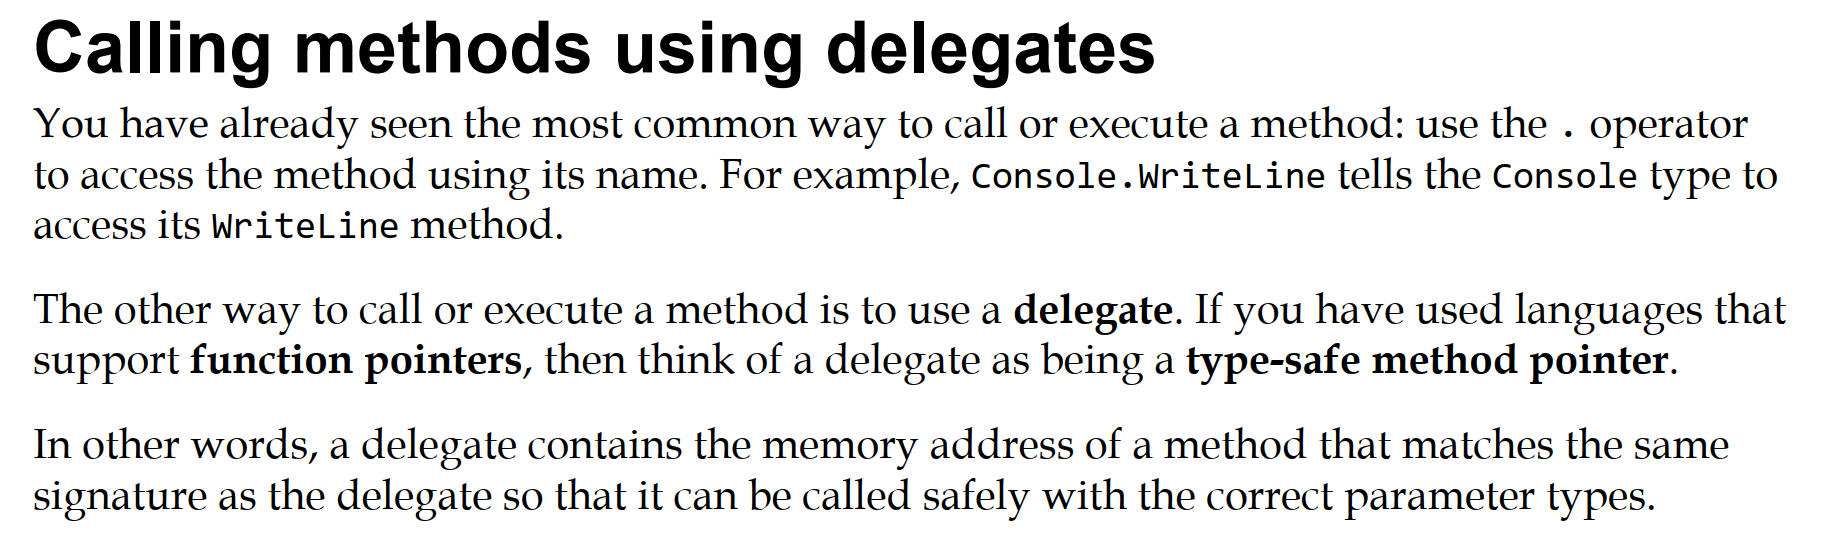 Calling methods using delegates
You have already seen the most common way to call or execute a method: use the . operator
to access the method using its name. For example, Console.WriteLine tells the Console type to
access its WriteLine method.
The other way to call or execute a method is to use a delegate. If you have used languages that
support function pointers, then think of a delegate as being a type-safe method pointer.
In other words, a delegate contains the memory address of a method that matches the same
signature as the delegate so that it can be called safely with the correct parameter types.